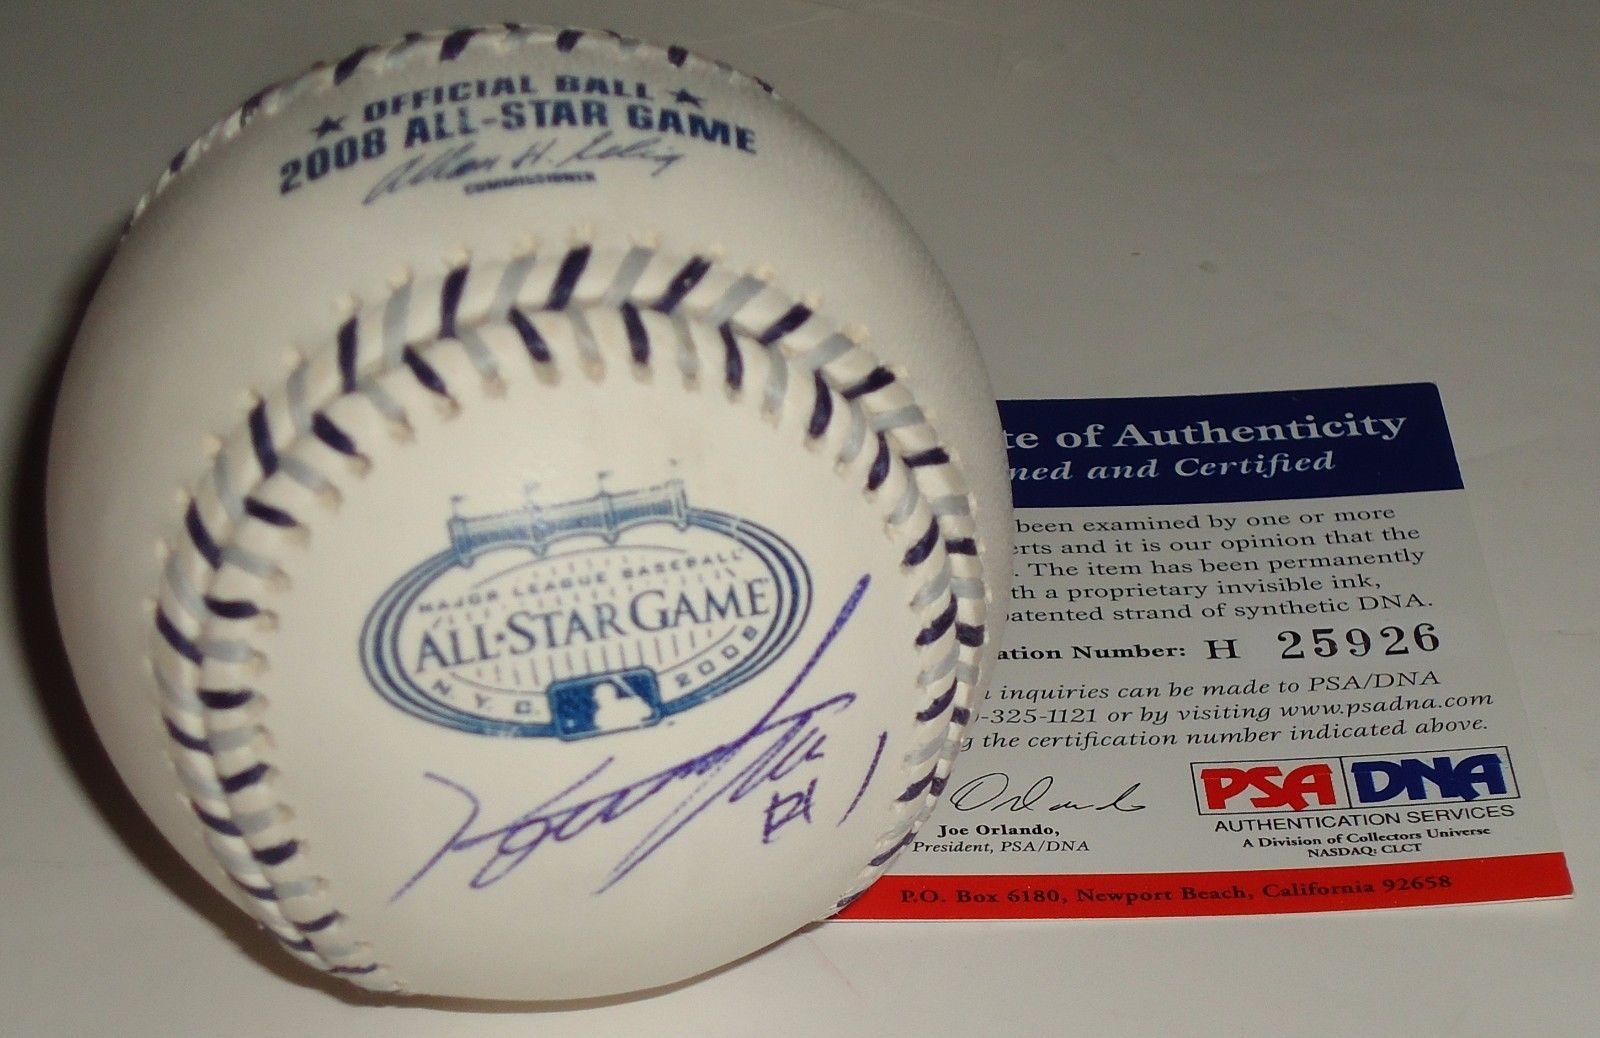 OFFICIAL BALL
2008 ALL-STAR GAME
Allan H. Selig
COMMISSIONER
MAJOR LEAGUE BASEBALL
ALL-STAR GAME
N.Y.C. 2008
te of Authenticity
ned and Certified
been examined by one or more
erts and it is our opinion that the
. The item has been permanently
th a proprietary invisible ink,
patented strand of synthetic DNA.
ation Number: H 25926
inquiries can be made to PSA/DNA
-325-1121 or by visiting www.psadna.com
g the certification number indicated above.
Joe Orlando,
President, PSA/DNA
PSA DNA
AUTHENTICATION SERVICES
A Division of Collectors Universe
NASDAQ: CLCT
P.O. Box 6180, Newport Beach, California 92658